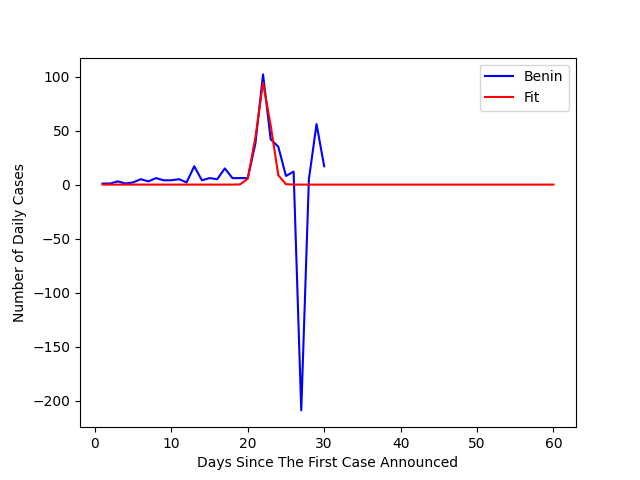 Benin
Fit
100
50
0
−50
−100
−150
−200
0 10 20 30 40 50 60
Number of Daily Cases
Days Since The First Case Announced